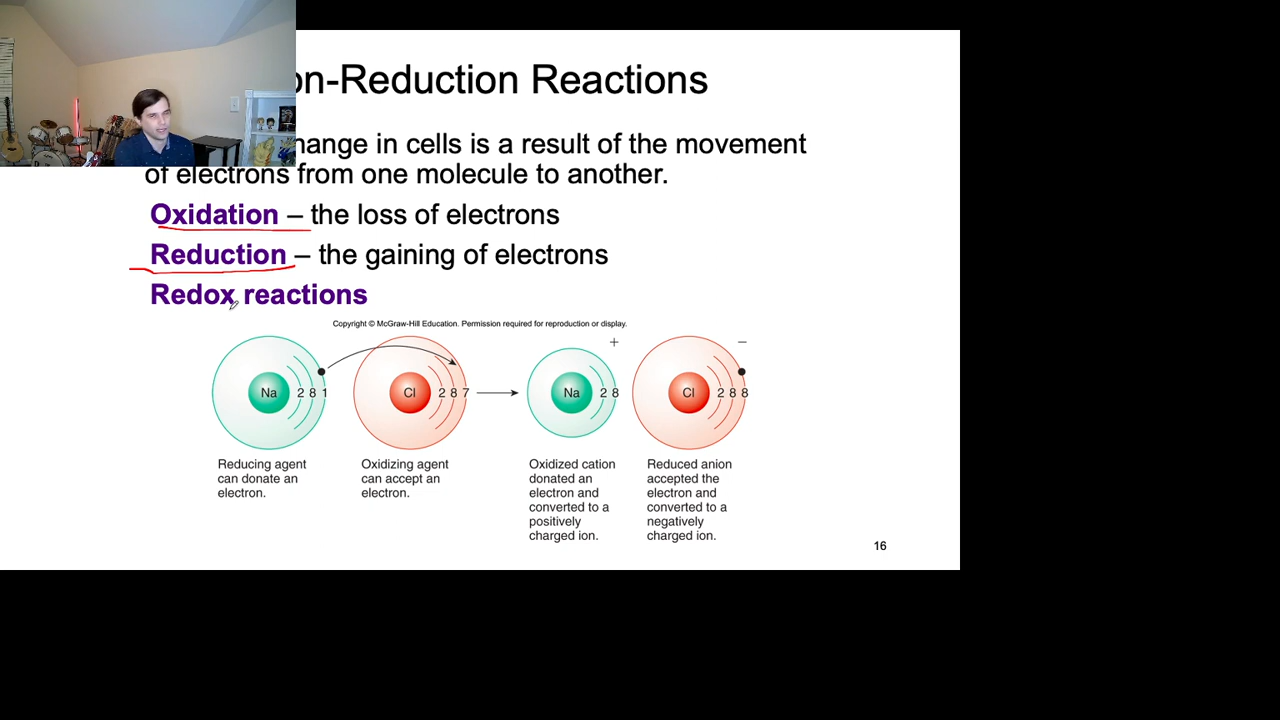 on-Reduction Reactions
hange in cells is a result of the movement
of electrons from one molecule to another.
Oxidation – the loss of electrons
Reduction – the gaining of electrons
Redox reactions
Copyright © McGraw-Hill Education. Permission required for reproduction or display.
+ –
Na 2 8 1 Cl 2 8 7 Na 2 8 Cl 2 8 8
Reducing agent
can donate an
electron.
Oxidizing agent
can accept an
electron.
Oxidized cation
donated an
electron and
converted to a
positively
charged ion.
Reduced anion
accepted the
electron and
converted to a
negatively
charged ion.
16